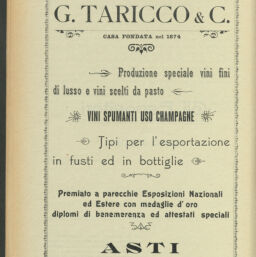 G. TARICCO & C.
CASA FONDATA nel 1874
Produzione speciale vini fini
di lusso e vini scelti da pasto
VINI SPUMANTI USO CHAMPAGNE
Tipi per l'esportazione
in fusti ed in bottiglie
Premiato a parecchie Esposizioni Nazionali
ed Estere con medaglie d'oro
diplomi di benemerenza ed attestati speciali
ASTI